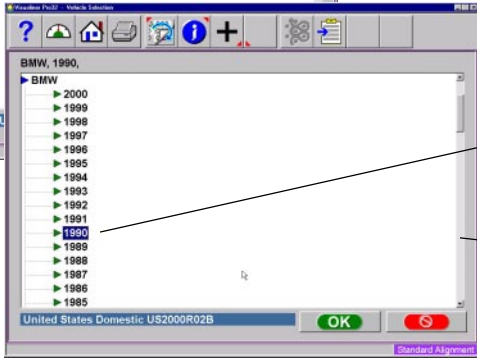 Visualiner Pro32 - Vehicle Selection
BMW, 1990,
BMW
2000
1999
1998
1997
1996
1995
1994
1993
1992
1991
1990
1989
1988
1987
1986
1985
United States Domestic US2000R02B
OK
Standard Alignment